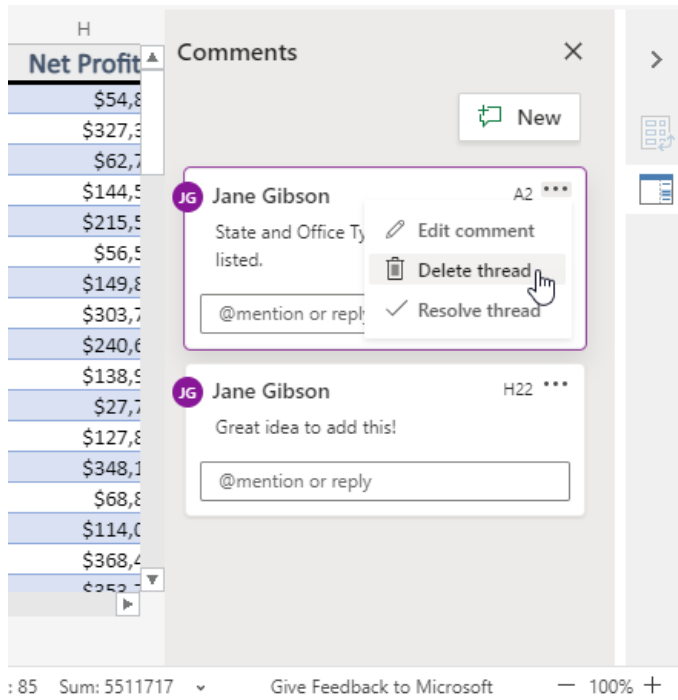 H
Comments
Net Profit
New
$54,8
$327,3
$62,7
$144,5
$215,5
$56,5
$149,8
$303,7
$240,6
$138,9
$27,7
$127,8
$348,1
$68,8
$114,0
$368,4
JG Jane Gibson A2
State and Office Ty
listed.
Edit comment
Delete thread
Resolve thread
@mention or reply
JG Jane Gibson H22
Great idea to add this!
@mention or reply
: 85 Sum: 5511717 Give Feedback to Microsoft 100%